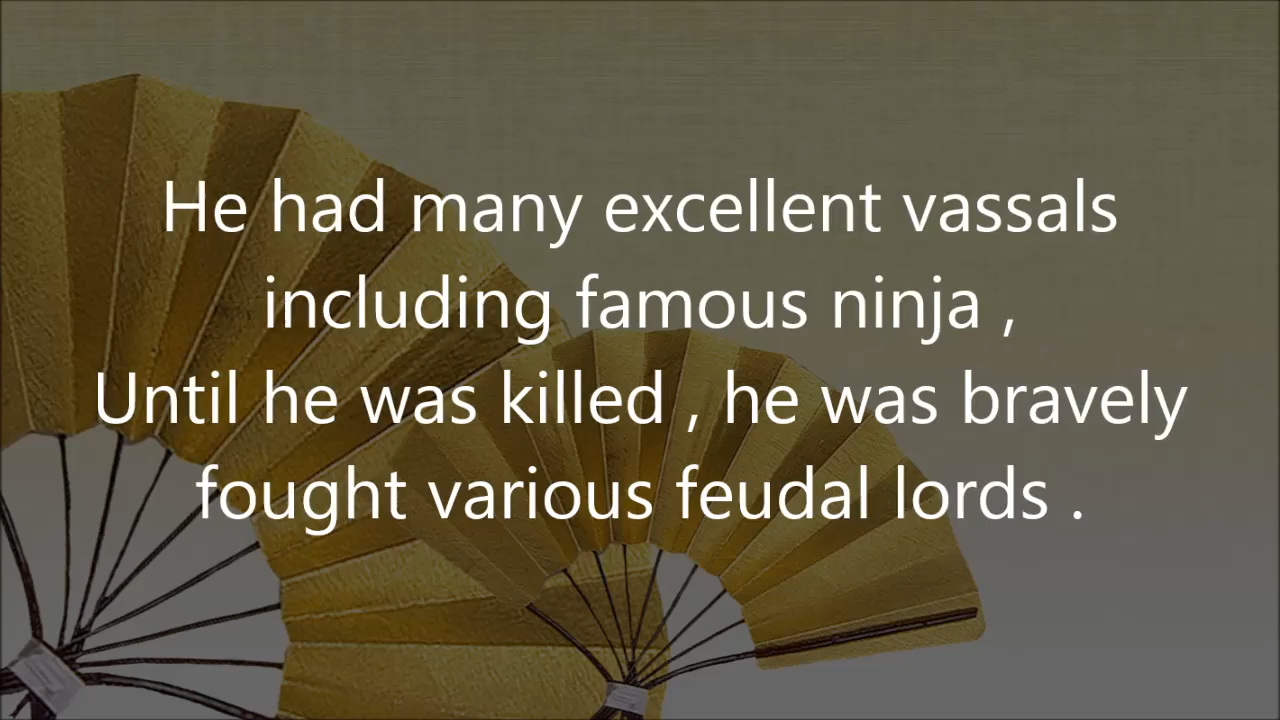 He had many excellent vassals
including famous ninja ,
Until he was killed , he was bravely
fought various feudal lords .